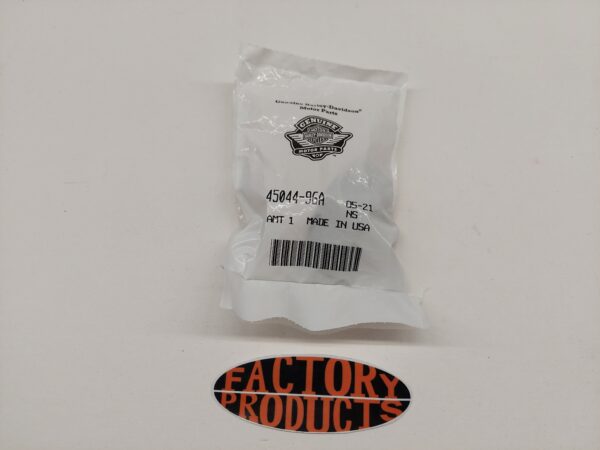 Genuine Harley-Davidson®
Motor Parts
GENUINE
MOTOR PARTS
45044-96A
05-21
NS
AMT 1 MADE IN USA
FACTORY
PRODUCTS